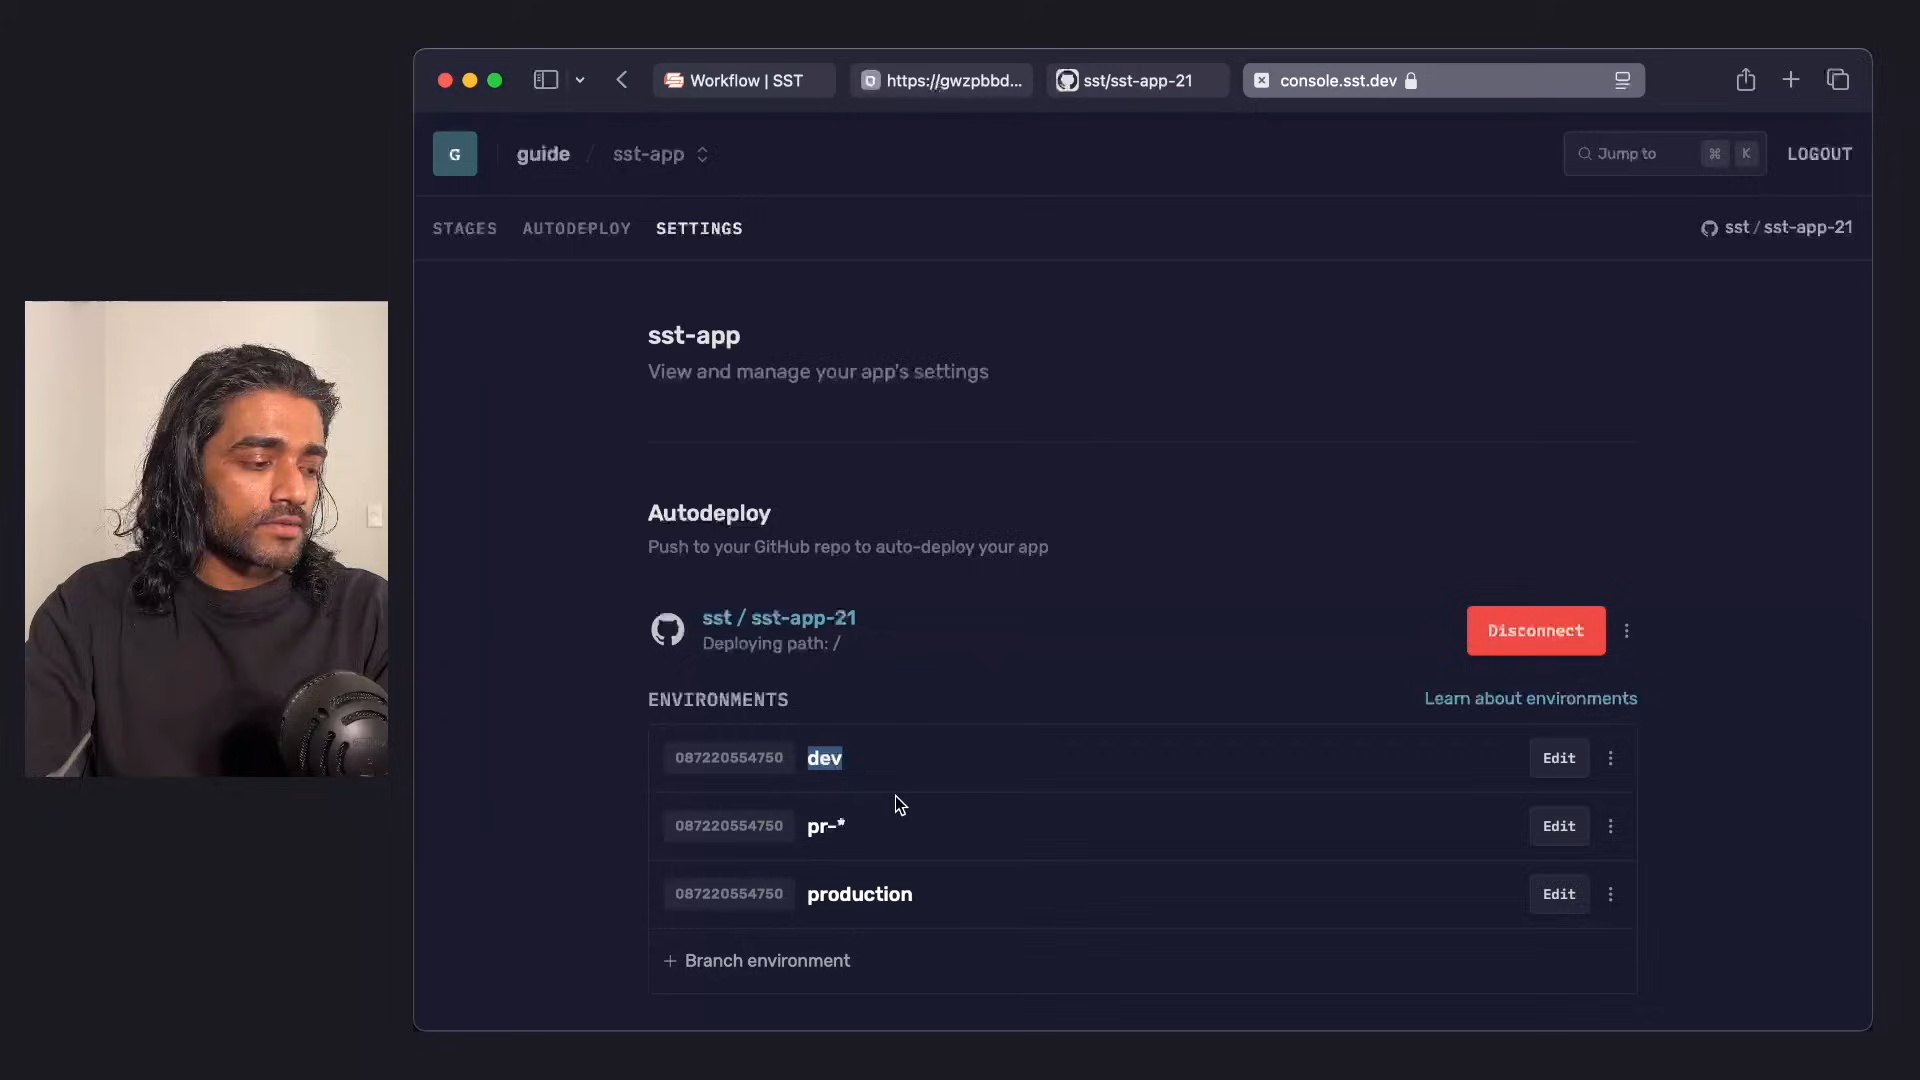 Workflow | SST
https://gwzpbbd...
sst/sst-app-21
console.sst.dev
G
guide / sst-app
Jump to
⌘
K
LOGOUT
STAGES
AUTODEPLOY
SETTINGS
sst / sst-app-21
sst-app
View and manage your app's settings
Autodeploy
Push to your GitHub repo to auto-deploy your app
sst / sst-app-21
Deploying path: /
Disconnect
ENVIRONMENTS
Learn about environments
087220554750
dev
Edit
087220554750
pr-*
Edit
087220554750
production
Edit
+ Branch environment